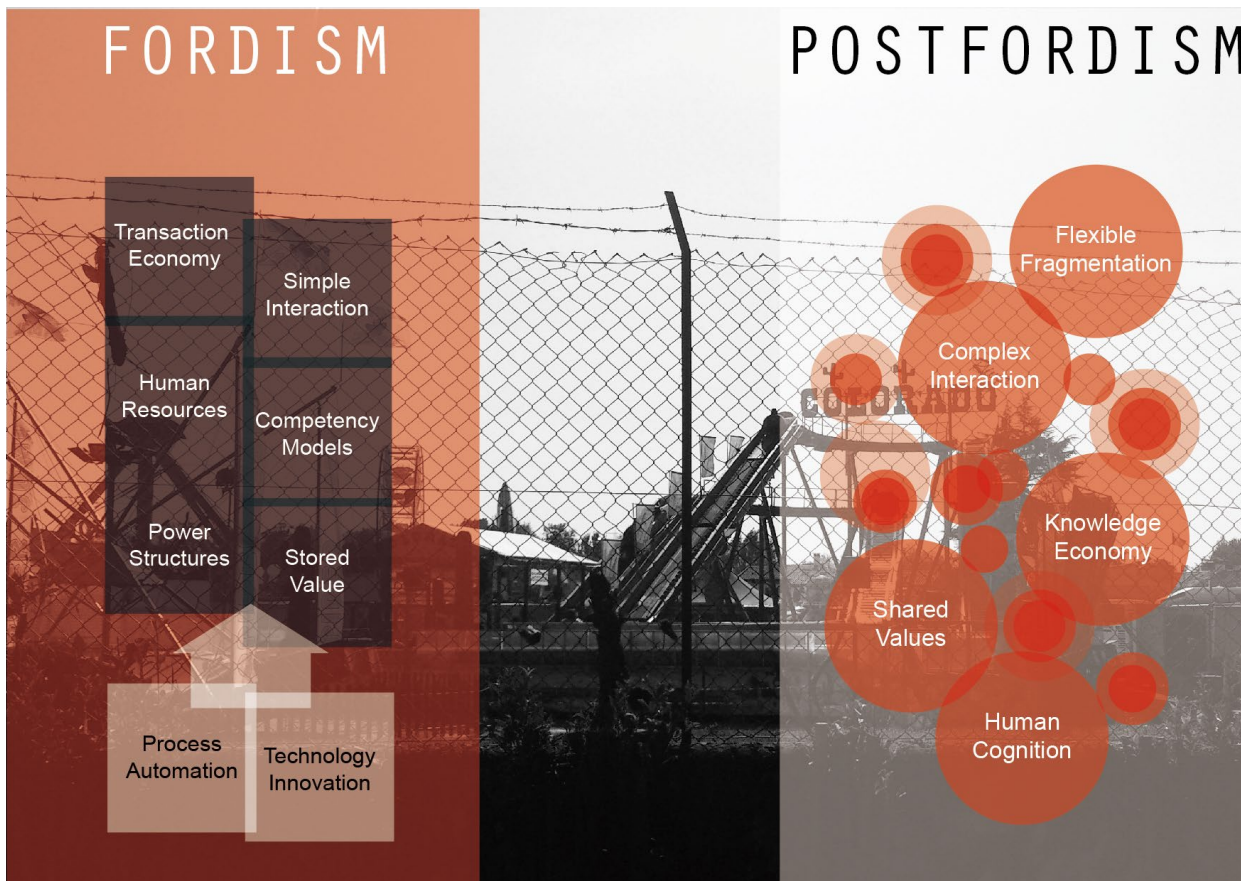 FORDISM
POSTFORDISM
Transaction
Economy
Human
Resources
Power
Structures
Simple
Interaction
Competency
Models
Stored
Value
Process
Automation
Technology
Innovation
COLORADO
Flexible
Fragmentation
Complex
Interaction
Knowledge
Economy
Shared
Values
Human
Cognition